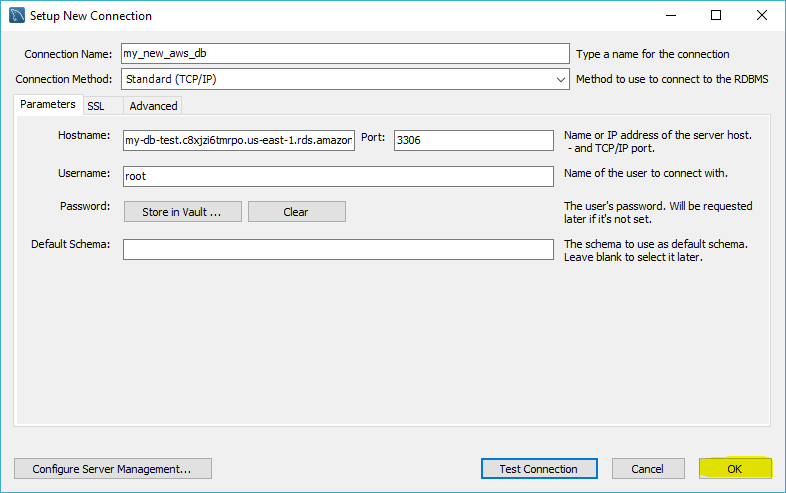 Setup New Connection
Connection Name: my_new_aws_db Type a name for the connection
Connection Method: Standard (TCP/IP) Method to use to connect to the RDBMS
Parameters SSL Advanced
Hostname: my-db-test.c8xjzi6tmrpo.us-east-1.rds.amazon Port: 3306 Name or IP address of the server host.
- and TCP/IP port.
Username: root Name of the user to connect with.
Password: Store in Vault ... Clear The user's password. Will be requested
later if it's not set.
Default Schema: The schema to use as default schema.
Leave blank to select it later.
Configure Server Management... Test Connection Cancel OK